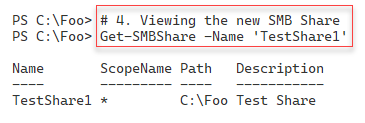 PS C:\Foo> # 4. Viewing the new SMB Share
PS C:\Foo> Get-SMBShare -Name 'TestShare1'
Name       ScopeName Path   Description
----       --------- ----   -----------
TestShare1 *         C:\Foo Test Share